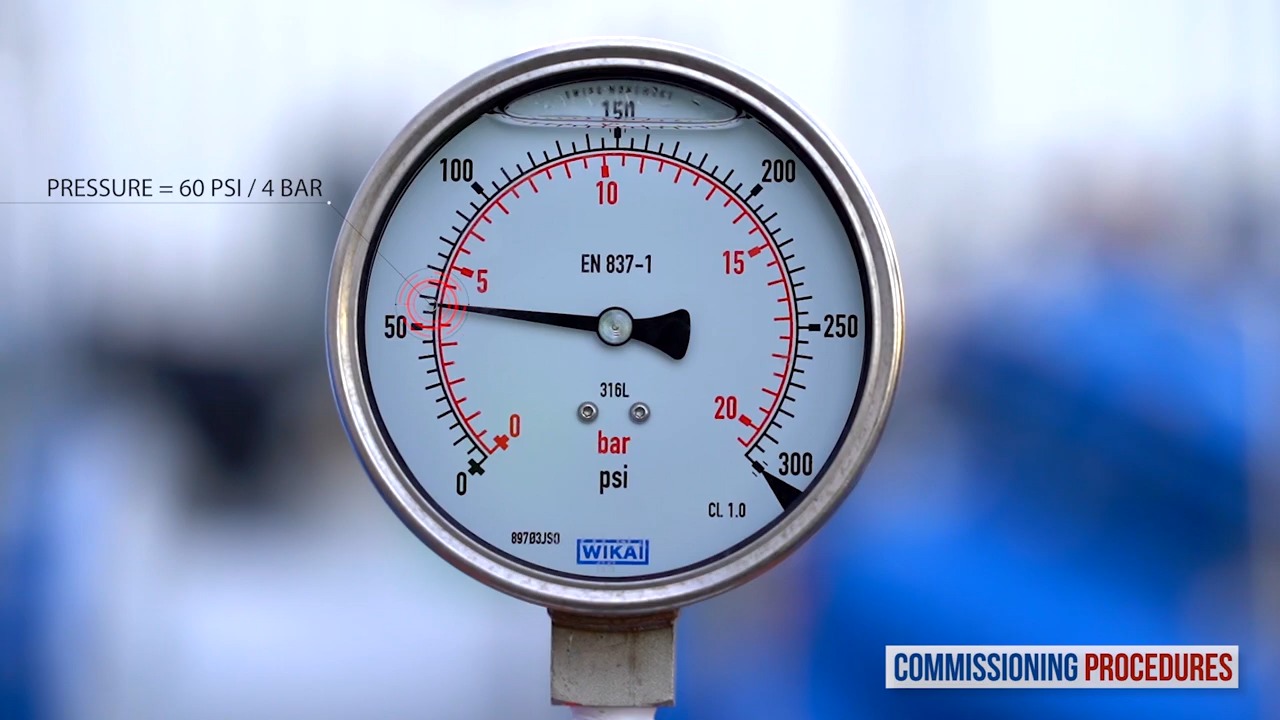 PRESSURE = 60 PSI / 4 BAR
150
100
200
10
5
15
EN 837-1
50
250
316L
20
0
bar
0
psi
300
CL 1.0
WIKAI
COMMISSIONING PROCEDURES